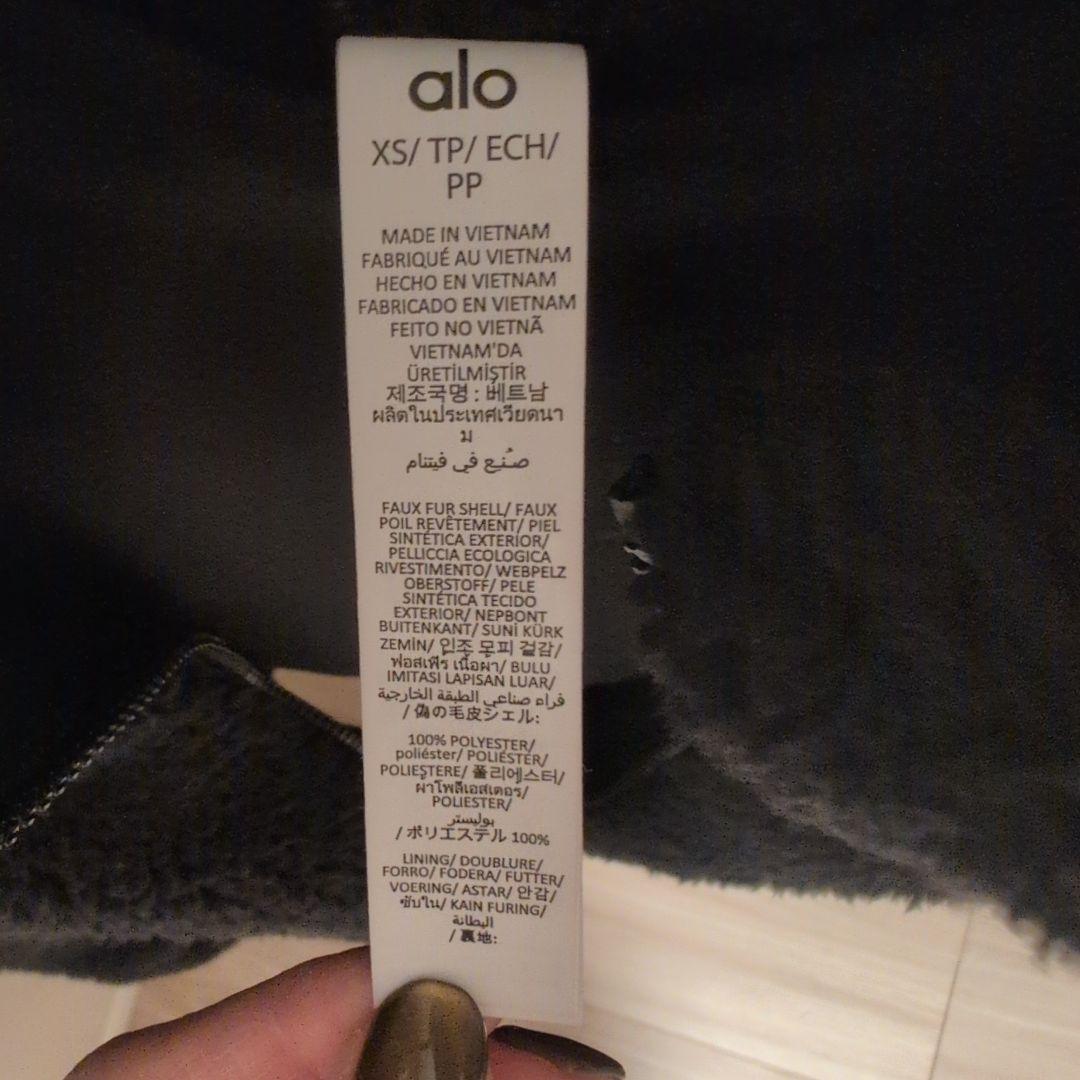 alo
XS/ TP/ ECH/
PP
MADE IN VIETNAM
FABRIQUÉ AU VIETNAM
HECHO EN VIETNAM
FABRICADO EN VIETNAM
FEITO NO VIETNÃ
VIETNAM'DA
ÜRETİLMİŞTİR
제조국명 : 베트남
ผลิตในประเทศเวียดนา
ม
صُنع في فيتنام
FAUX FUR SHELL/ FAUX
POIL REVÊTEMENT/ PIEL
SINTÉTICA EXTERIOR/
PELLICCIA ECOLOGICA
RIVESTIMENTO/ WEBPELZ
OBERSTOFF/ PELE
SINTÉTICA TECIDO
EXTERIOR/ NEPBONT
BUITENKANT/ SUNİ KÜRK
ZEMİN/ 인조 모피 겉감/
ฟอสเฟีร เนื้อผา/ BULU
IMITASI LAPISAN LUAR/
فراء صناعي الطبقة الخارجية
/ 偽の毛皮シェル:
100% POLYESTER/
poliéster/ POLIÉSTER/
POLIESTERE/ 폴리에스터/
ผ้าโพลีเอสเตอร/
POLIESTER/
بوليستر
/ ポリエステル 100%
LINING/ DOUBLURE/
FORRO/ FODERA/ FUTTER/
VOERING/ ASTAR/ 안감/
ซับใน/ KAIN FURING/
البطانة
/ 裏地: